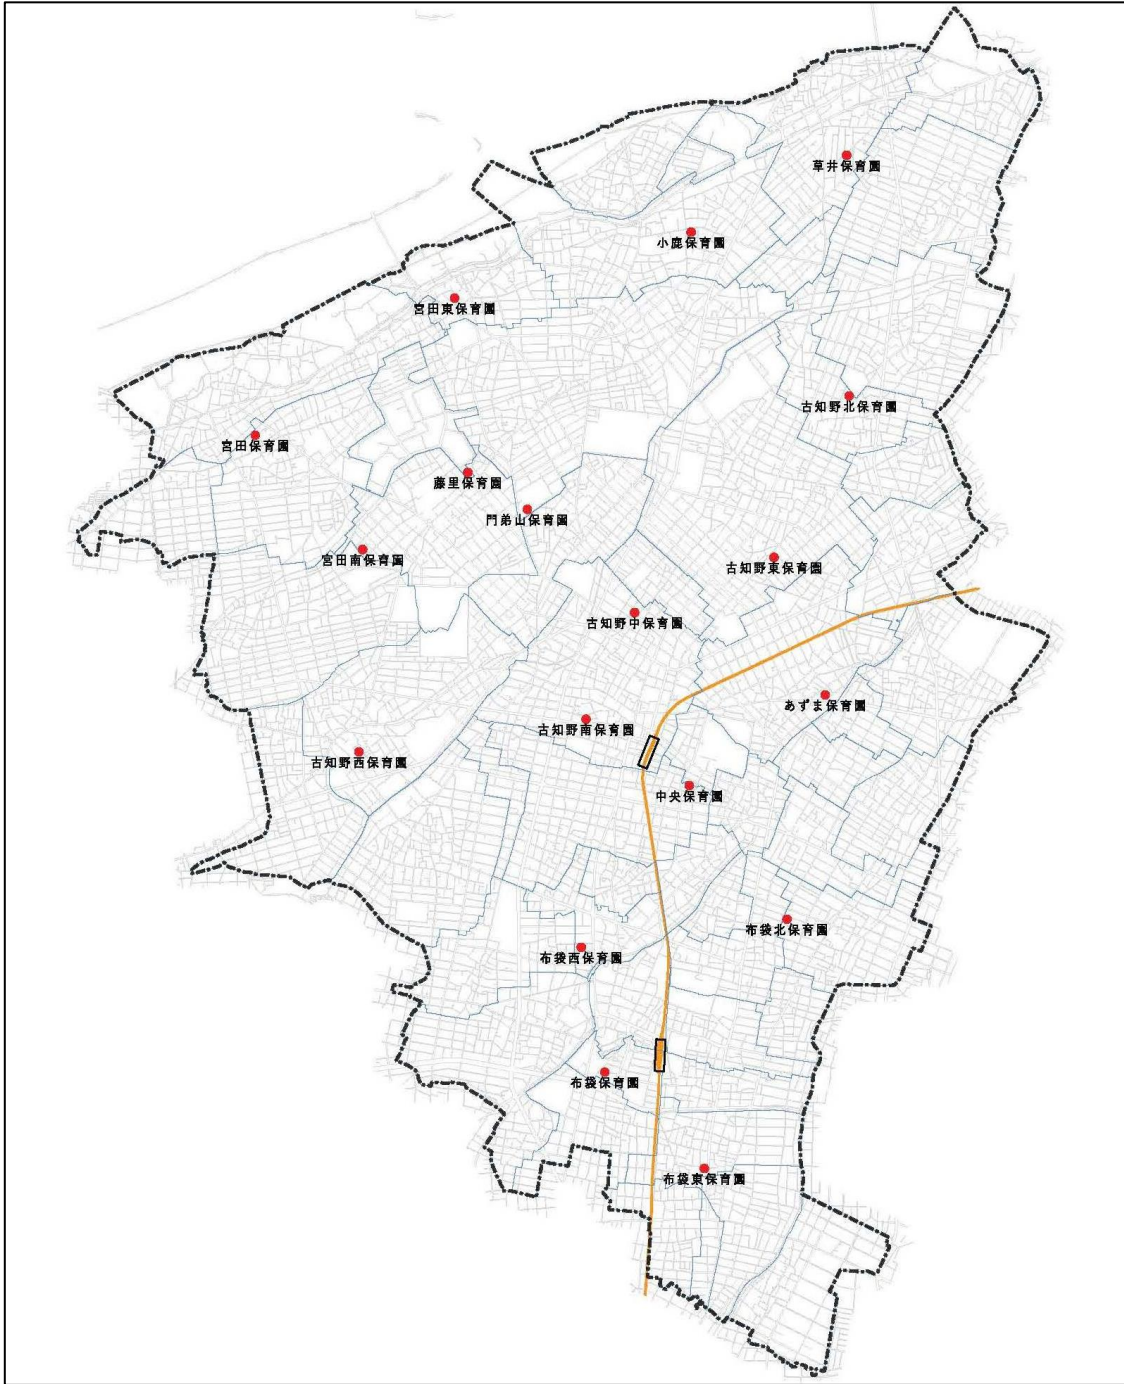 草井保育園
小鹿保育園
宮田東保育園
古知野北保育園
宮田保育園
藤里保育園
門弟山保育園
宮田南保育園
古知野東保育園
古知野中保育園
あずま保育園
古知野南保育園
古知野西保育園
中央保育園
布袋北保育園
布袋西保育園
布袋保育園
布袋東保育園